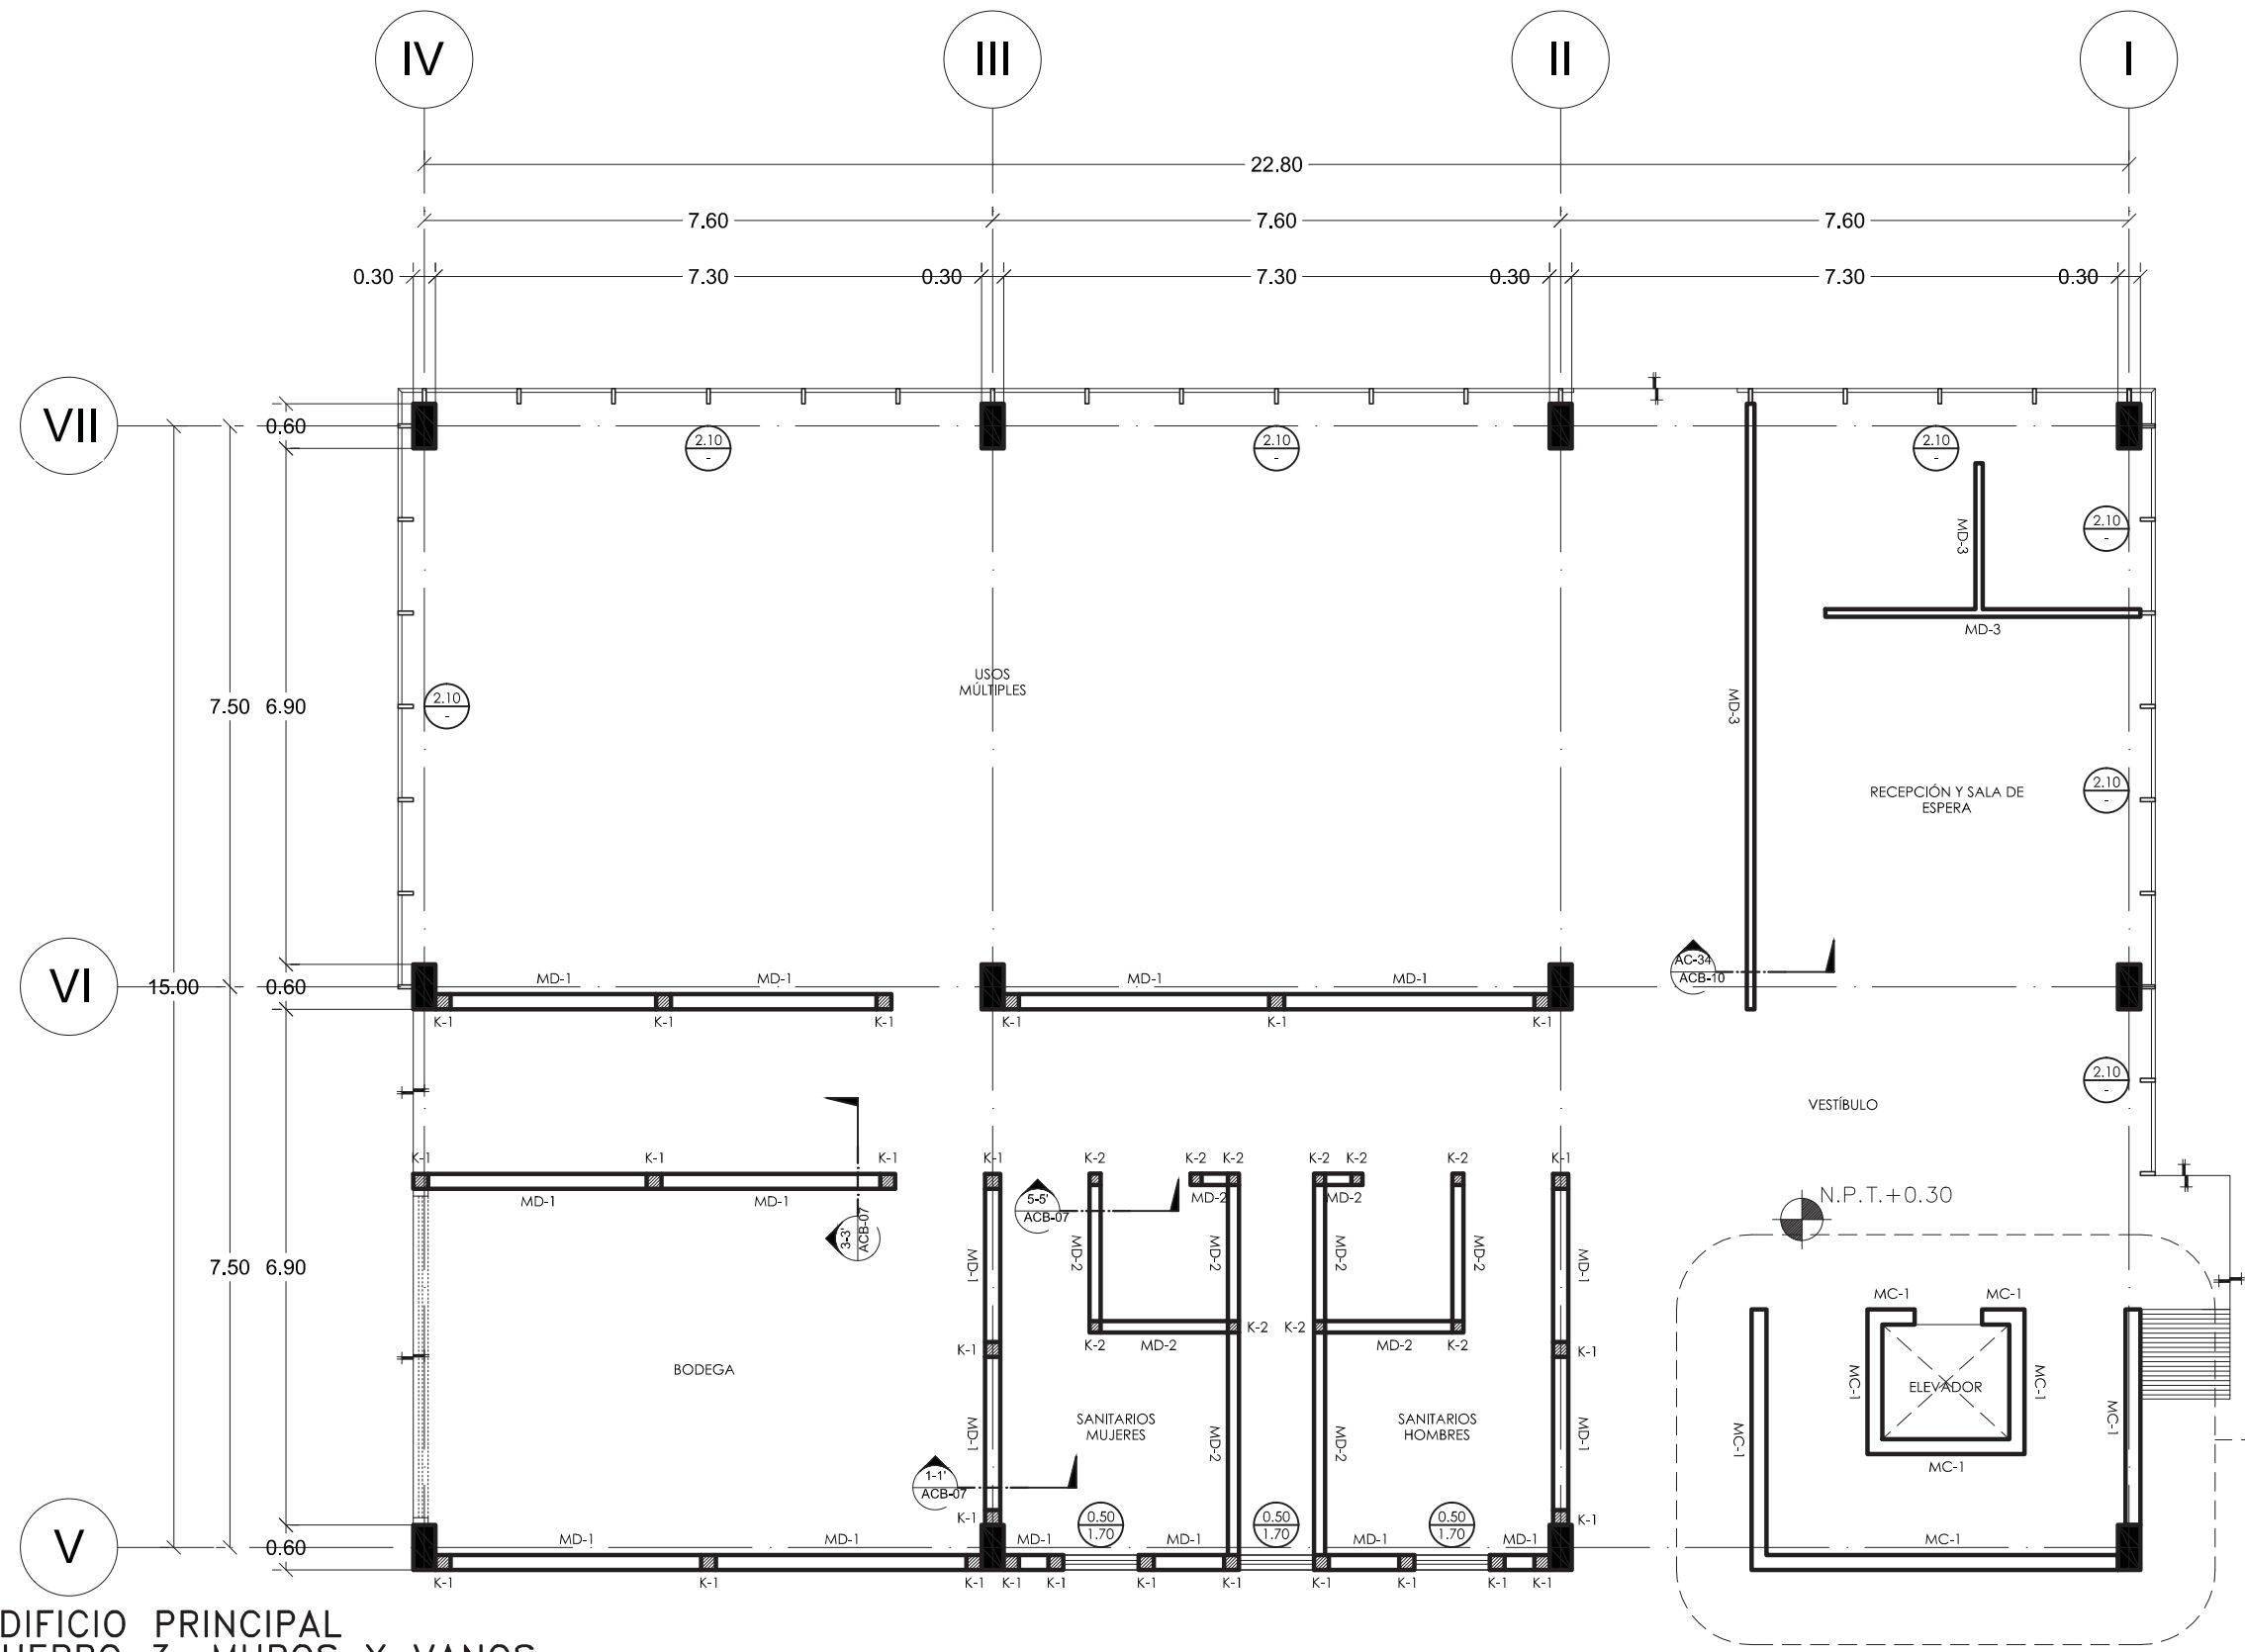 IV III II I
22.80
7.60 7.60 7.60
0.30 7.30 0.30 7.30 0.30 7.30 0.30
VII 0.60
2.10 2.10 2.10
- - -
2.10
-
MD-3
MD-3
USOS
MÚLTIPLES
2.10
-
MD-3
7.50 6.90
RECEPCIÓN Y SALA DE
ESPERA
2.10
-
AC-34
ACB-10
VI 15.00 0.60
MD-1 MD-1 MD-1 MD-1
K-1 K-1 K-1 K-1 K-1 K-1
2.10
-
VESTÍBULO
K-1 K-1 K-1 K-1 K-2 K-2 K-2 K-2 K-2 K-2 K-1
MD-1 MD-1 MD-2 MD-2
5-5'
ACB-07
N.P.T.+0.30
3-3'
ACB-07
7.50 6.90
MD-1 MD-2 MD-2 MD-2 MD-2 MD-1
MC-1 MC-1
K-2 K-2
K-1 K-2 MD-2 MD-2 K-2 K-1
BODEGA
MC-1 ELEVADOR MC-1
SANITARIOS
MUJERES
SANITARIOS
HOMBRES
MD-1 MD-2 MD-2 MD-1
MC-1 MC-1 MC-1
1-1'
ACB-07
K-1 K-1
0.50 0.50 0.50
1.70 1.70 1.70
V 0.60
MD-1 MD-1 MD-1 MD-1 MD-1 MD-1 MC-1
K-1 K-1 K-1 K-1 K-1 K-1 K-1 K-1 K-1 K-1 K-1
DIFICIO PRINCIPAL
3 MUROS Y VANOS